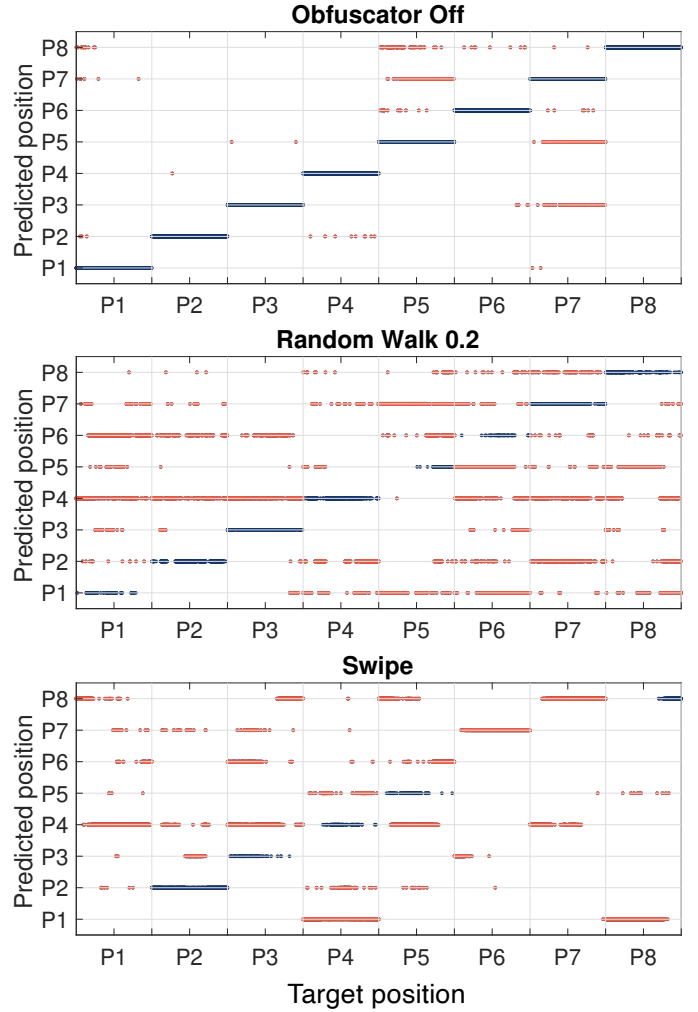 Obfuscator Off
Predicted position
P8
P7
P6
P5
P4
P3
P2
P1
P1 P2 P3 P4 P5 P6 P7 P8
Random Walk 0.2
Predicted position
P8
P7
P6
P5
P4
P3
P2
P1
P1 P2 P3 P4 P5 P6 P7 P8
Swipe
Predicted position
P8
P7
P6
P5
P4
P3
P2
P1
P1 P2 P3 P4 P5 P6 P7 P8
Target position